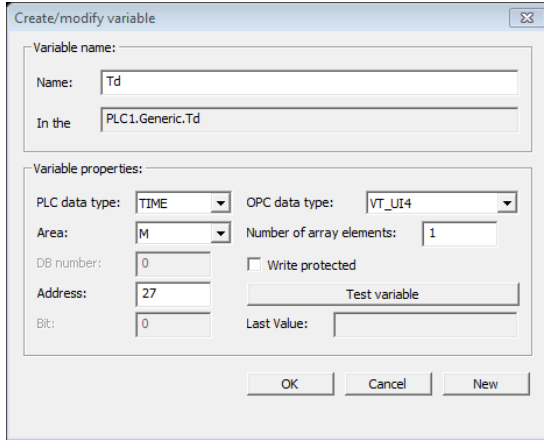 Create/modify variable
Variable name:
Name: Td
In the PLC1.Generic.Td
Variable properties:
PLC data type: TIME OPC data type: VT_UI4
Area: M Number of array elements: 1
DB number: 0 Write protected
Address: 27 Test variable
Bit: 0 Last Value:
OK Cancel New